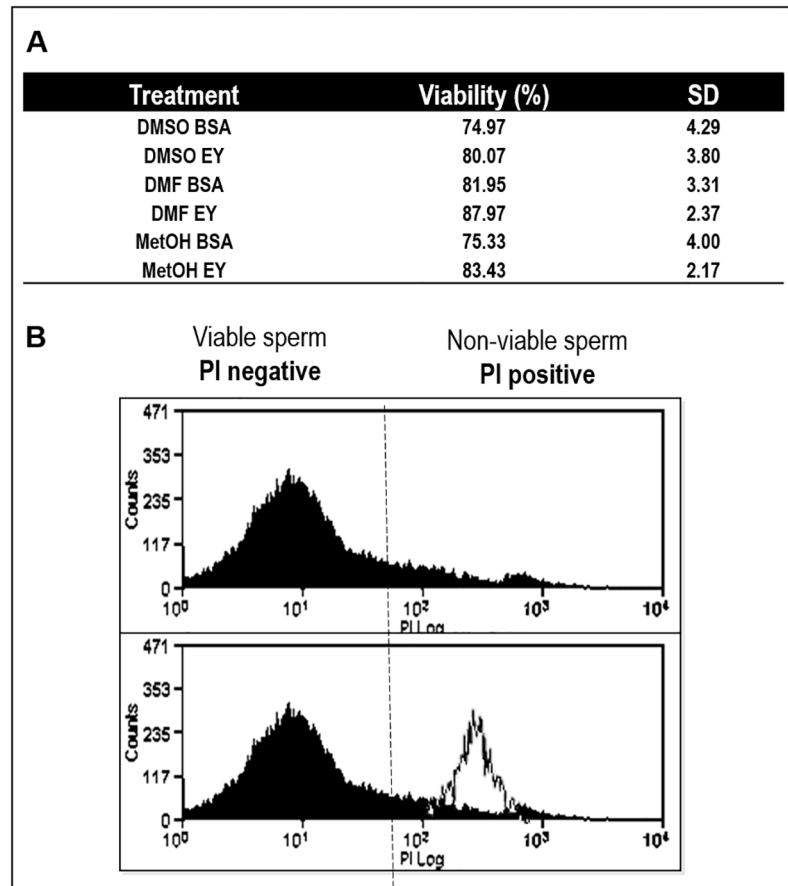 A
Treatment Viability (%) SD
DMSO BSA 74.97 4.29
DMSO EY 80.07 3.80
DMF BSA 81.95 3.31
DMF EY 87.97 2.37
MetOH BSA 75.33 4.00
MetOH EY 83.43 2.17
B
Viable sperm Non-viable sperm
PI negative PI positive
471
353
235
117
0
Counts
10⁰ 10¹ 10² 10³ 10⁴
PI Log
471
353
235
117
0
Counts
10⁰ 10¹ 10² 10³ 10⁴
PI Log